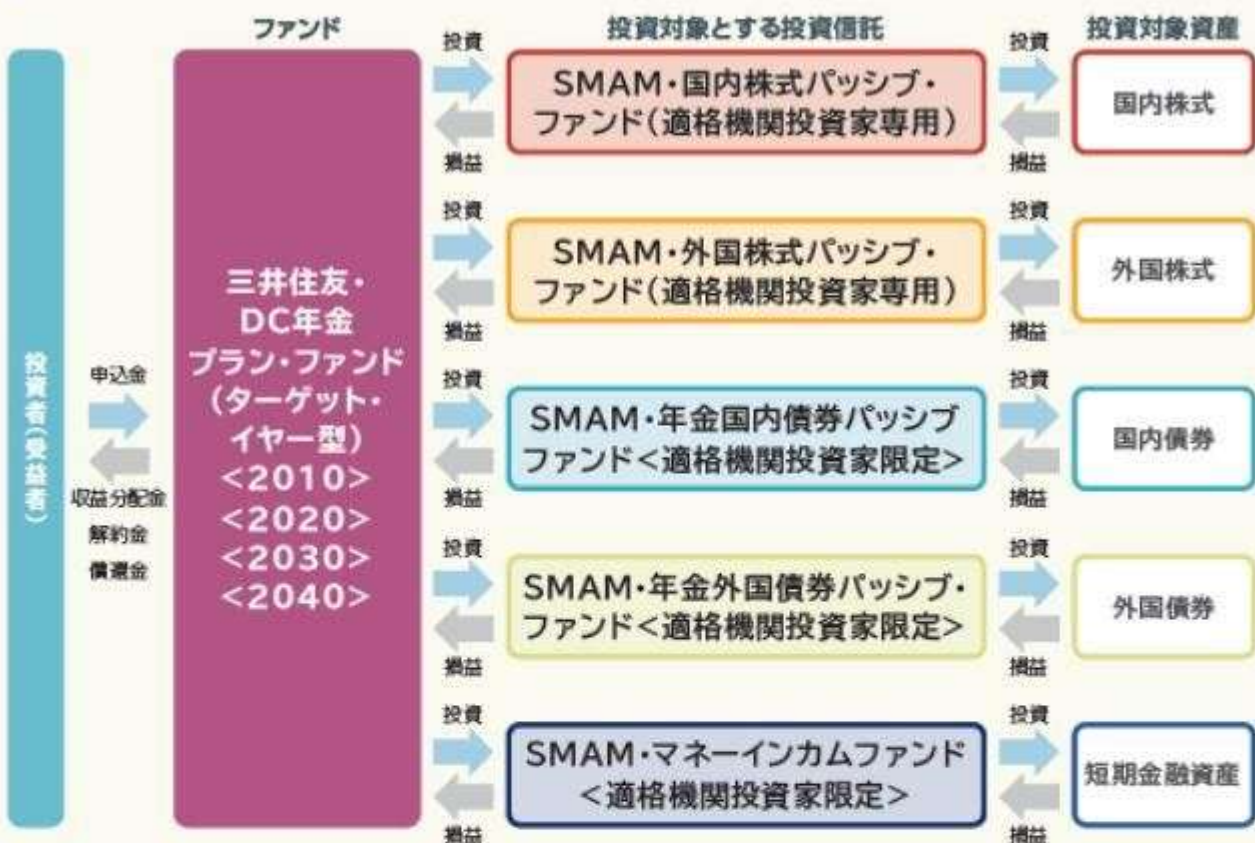 ファンド
投資対象とする投資信託
投資対象資産
投資者(受益者)
申込金
収益分配金
解約金
償還金
三井住友・
DC年金
プラン・ファンド
(ターゲット・
イヤー型)
<2010>
<2020>
<2030>
<2040>
投資
損益
SMAM・国内株式パッシブ・
ファンド(適格機関投資家専用)
投資
損益
国内株式
投資
損益
SMAM・外国株式パッシブ・
ファンド(適格機関投資家専用)
投資
損益
外国株式
投資
損益
SMAM・年金国内債券パッシブ
ファンド<適格機関投資家限定>
投資
損益
国内債券
投資
損益
SMAM・年金外国債券パッシブ・
ファンド<適格機関投資家限定>
投資
損益
外国債券
投資
損益
SMAM・マネーインカムファンド
<適格機関投資家限定>
投資
損益
短期金融資産